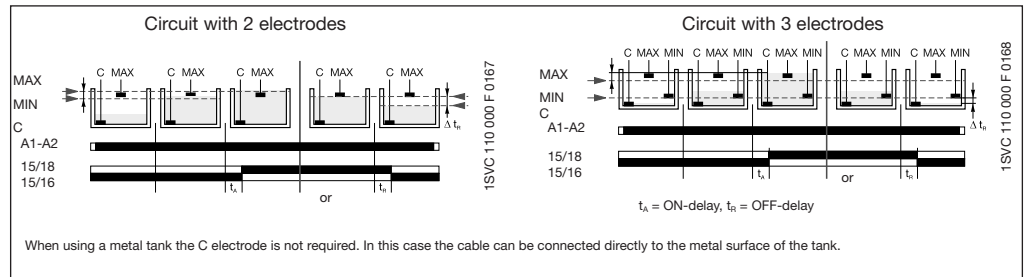 Circuit with 2 electrodes
C MAX C MAX C MAX C MAX C MAX
MAX
MIN
C
Δ tR
A1-A2
15/18
15/16
tA
tR
or
1SVC 110 000 F 0167
Circuit with 3 electrodes
C MAX MIN C MAX MIN C MAX MIN C MAX MIN C MAX MIN
MAX
MIN
C
Δ tR
A1-A2
15/18
15/16
tA
tR
or
1SVC 110 000 F 0168
tA = ON-delay, tR = OFF-delay
When using a metal tank the C electrode is not required. In this case the cable can be connected directly to the metal surface of the tank.